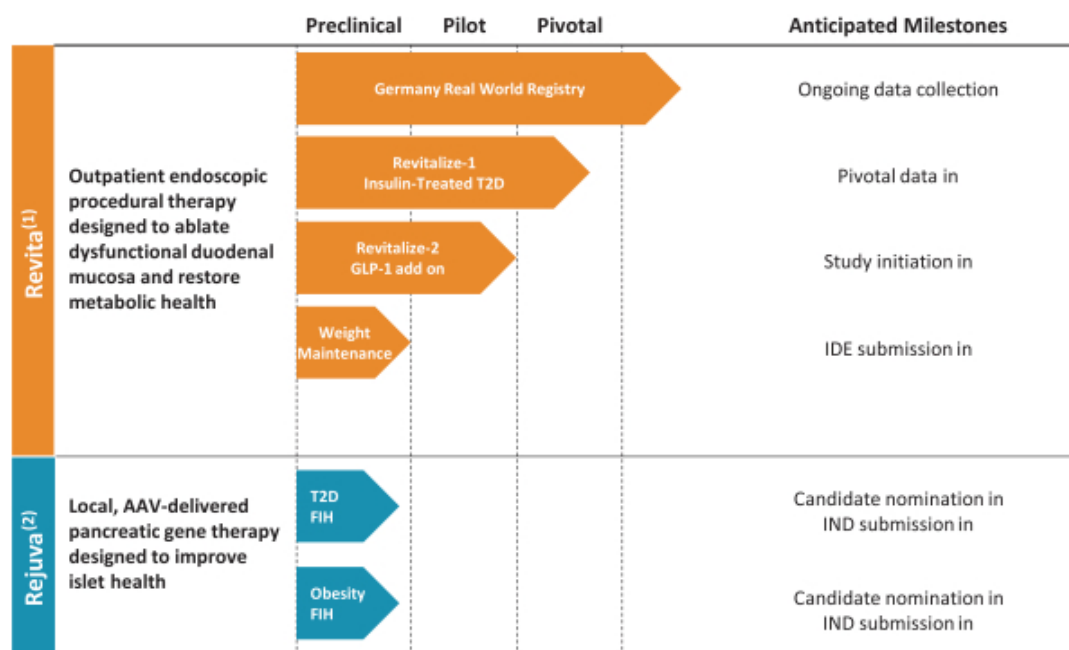 Preclinical Pilot Pivotal Anticipated Milestones
Revita(1)
Outpatient endoscopic
procedural therapy
designed to ablate
dysfunctional duodenal
mucosa and restore
metabolic health
Germany Real World Registry
Ongoing data collection
Revitalize-1
Insulin-Treated T2D
Pivotal data in
Revitalize-2
GLP-1 add on
Study initiation in
Weight
Maintenance
IDE submission in
Rejuva(2)
Local, AAV-delivered
pancreatic gene therapy
designed to improve
islet health
T2D
FIH
Candidate nomination in
IND submission in
Obesity
FIH
Candidate nomination in
IND submission in